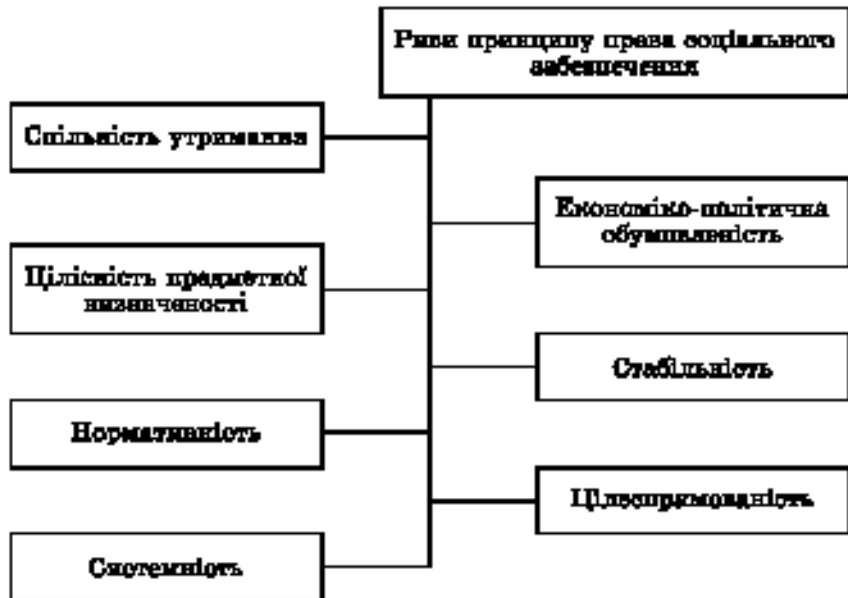 Риси принципу права соціального
забезпечення
Спільність утримання
Економіко-політична
обумовленість
Цілісність предметної
визначеності
Стабільність
Нормативність
Цілеспрямованість
Системність